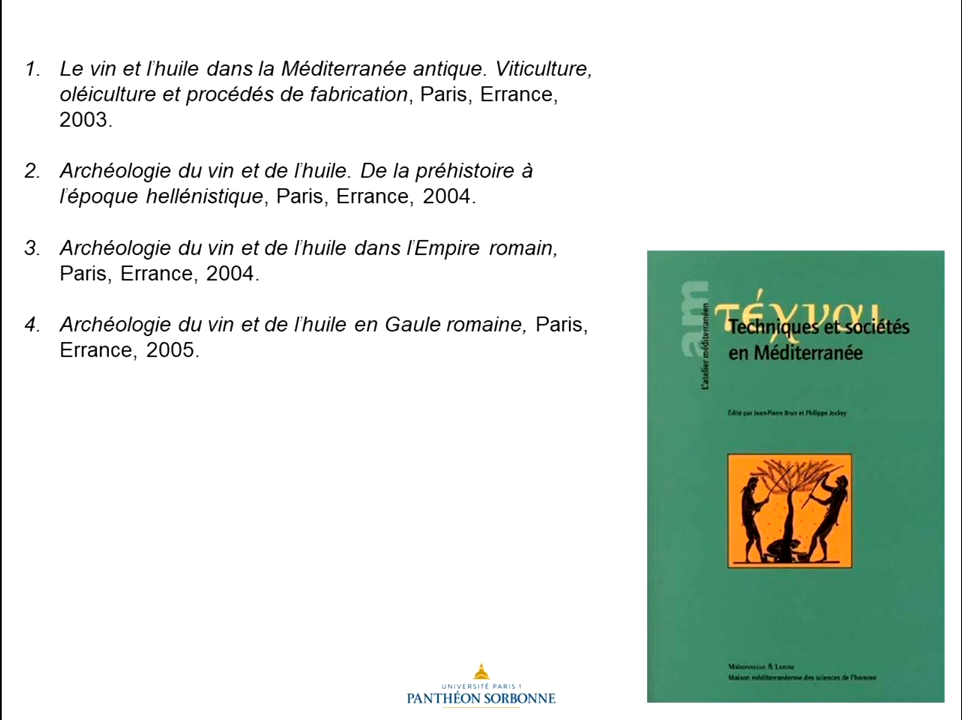 1. Le vin et l'huile dans la Méditerranée antique. Viticulture,
oléiculture et procédés de fabrication, Paris, Errance,
2003.
2. Archéologie du vin et de l'huile. De la préhistoire à
l'époque hellénistique, Paris, Errance, 2004.
3. Archéologie du vin et de l'huile dans l'Empire romain,
Paris, Errance, 2004.
4. Archéologie du vin et de l'huile en Gaule romaine, Paris,
Errance, 2005.
am
L'atelier méditerranéen
τέχναι
Techniques et sociétés
en Méditerranée
Édité par Jean-Pierre Brun et Philippe Jockey
Maisonneuve & Larose
Maison méditerranéenne des sciences de l'homme
UNIVERSITÉ PARIS 1
PANTHÉON SORBONNE